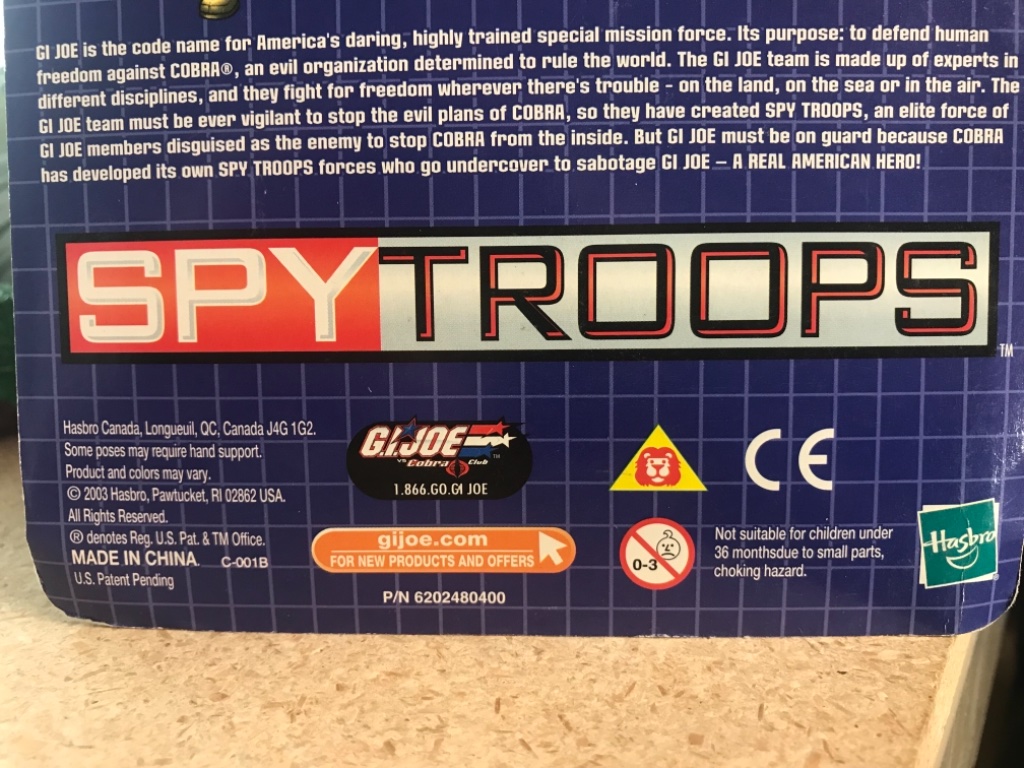 GI JOE is the code name for America's daring, highly trained special mission force. Its purpose: to defend human
freedom against COBRA®, an evil organization determined to rule the world. The GI JOE team is made up of experts in
different disciplines, and they fight for freedom wherever there's trouble - on the land, on the sea or in the air. The
GI JOE team must be ever vigilant to stop the evil plans of COBRA, so they have created SPY TROOPS, an elite force of
GI JOE members disguised as the enemy to stop COBRA from the inside. But GI JOE must be on guard because COBRA
has developed its own SPY TROOPS forces who go undercover to sabotage GI JOE – A REAL AMERICAN HERO!
SPYTROOPS™
Hasbro Canada, Longueuil, QC, Canada J4G 1G2.
Some poses may require hand support.
Product and colors may vary.
© 2003 Hasbro, Pawtucket, RI 02862 USA.
All Rights Reserved.
® denotes Reg. U.S. Pat. & TM Office.
MADE IN CHINA. C-001B
U.S. Patent Pending
G.I.JOE™
vs Cobra Club
1.866.GO.GI JOE
gijoe.com
FOR NEW PRODUCTS AND OFFERS
P/N 6202480400
CE
0-3
Not suitable for children under
36 monthsdue to small parts,
choking hazard.
Hasbro®